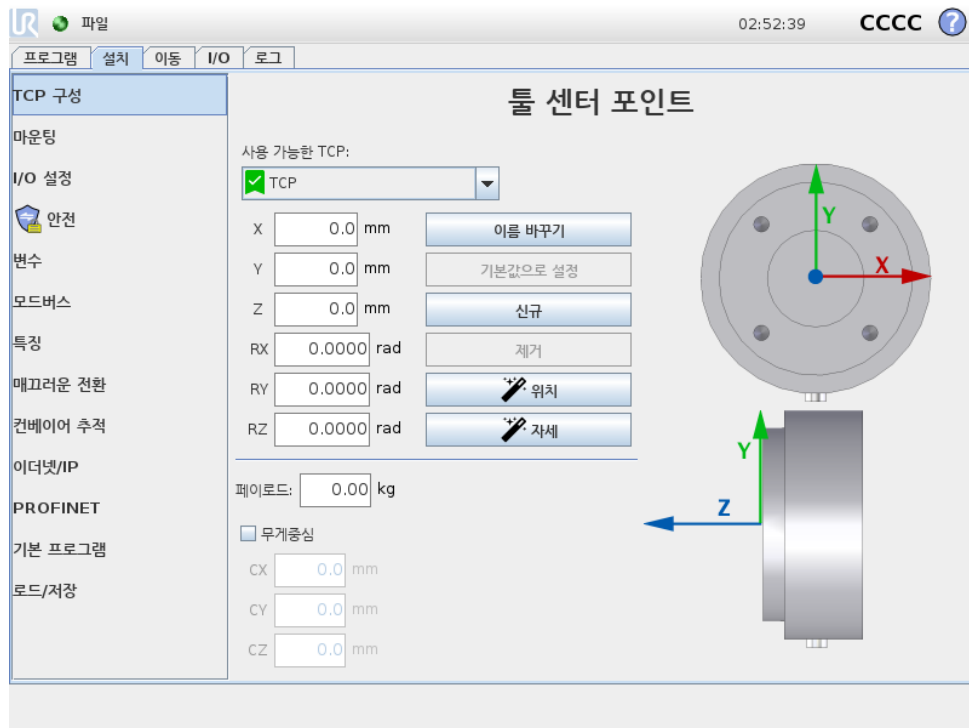 UR 파일 02:52:39 CCCC ?
프로그램 설치 이동 I/O 로그
TCP 구성
마운팅
I/O 설정
안전
변수
모드버스
특징
매끄러운 전환
컨베이어 추적
이더넷/IP
PROFINET
기본 프로그램
로드/저장
툴 센터 포인트
사용 가능한 TCP:
TCP
X 0.0 mm 이름 바꾸기
Y 0.0 mm 기본값으로 설정
Z 0.0 mm 신규
RX 0.0000 rad 제거
RY 0.0000 rad 위치
RZ 0.0000 rad 자세
페이로드: 0.00 kg
무게중심
CX 0.0 mm
CY 0.0 mm
CZ 0.0 mm
Y
X
Y
Z